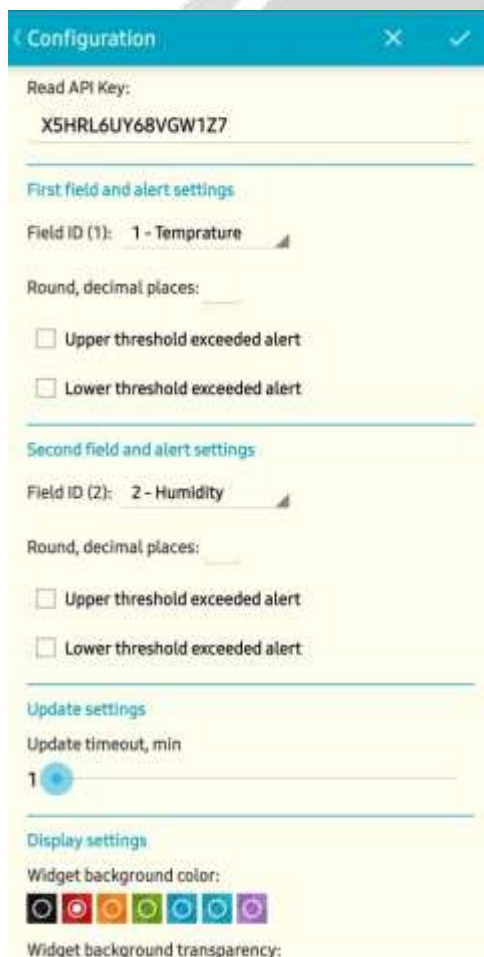 Configuration
Read API Key:
X5HRL6UY68VGW1Z7
First field and alert settings
Field ID (1): 1 - Temprature
Round, decimal places:
Upper threshold exceeded alert
Lower threshold exceeded alert
Second field and alert settings
Field ID (2): 2 - Humidity
Round, decimal places:
Upper threshold exceeded alert
Lower threshold exceeded alert
Update settings
Update timeout, min
1
Display settings
Widget background color:
Widget background transparency: